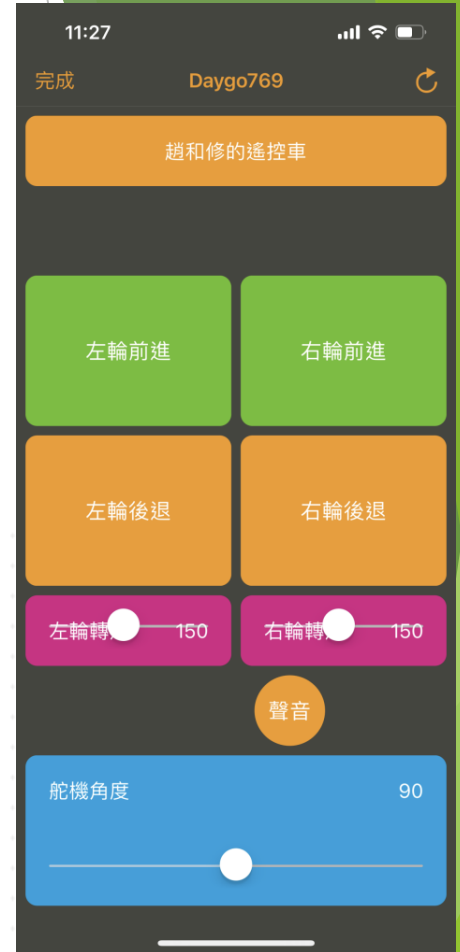 11:27
完成 Daygo769
趙和修的遙控車
左輪前進 右輪前進
左輪後退 右輪後退
左輪轉 150 右輪轉 150
聲音
舵機角度 90